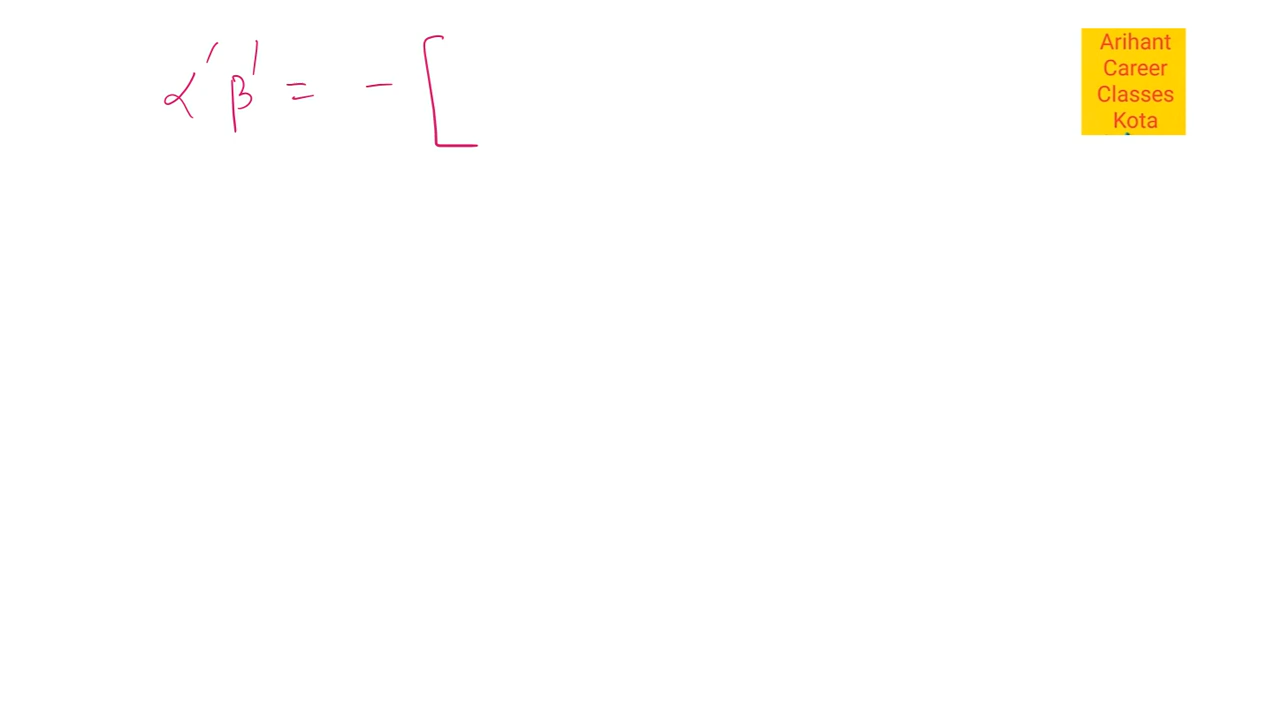 α′ β′ = - [
Arihant
Career
Classes
Kota